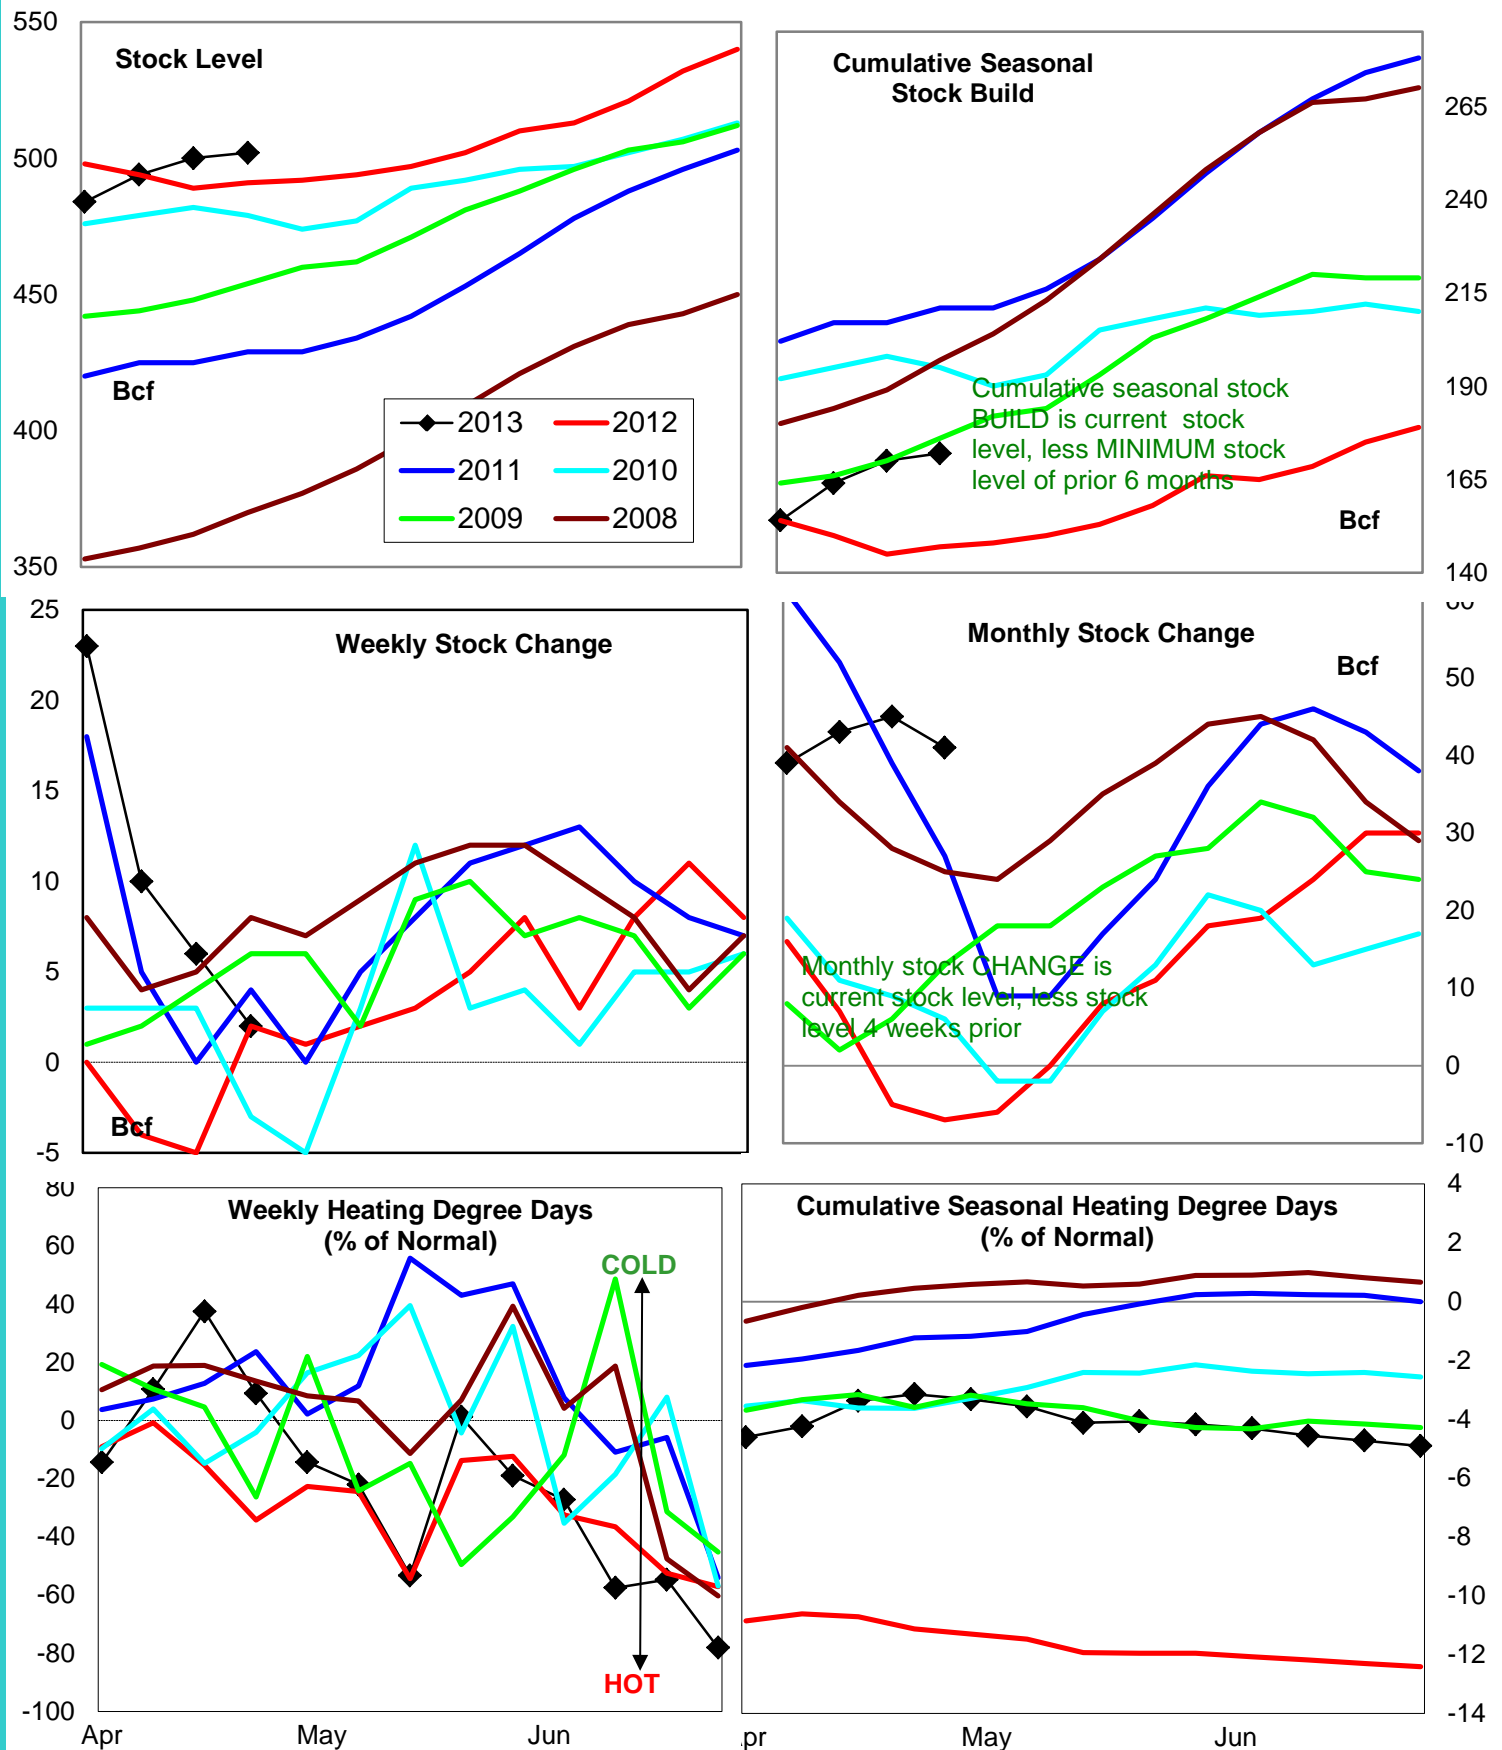 550
500
450
400
350
Stock Level
Bcf
2013
2012
2011
2010
2009
2008
Cumulative Seasonal
Stock Build
265
240
215
190
165
140
Cumulative seasonal stock
BUILD is current stock
level, less MINIMUM stock
level of prior 6 months
Bcf
25
20
15
10
5
0
-5
Weekly Stock Change
Bcf
Monthly Stock Change
Bcf
60
50
40
30
20
10
0
-10
Monthly stock CHANGE is
current stock level, less stock
level 4 weeks prior
80
60
40
20
0
-20
-40
-60
-80
-100
Weekly Heating Degree Days
(% of Normal)
COLD
HOT
Apr
May
Jun
Cumulative Seasonal Heating Degree Days
(% of Normal)
4
2
0
-2
-4
-6
-8
-10
-12
-14
pr
May
Jun